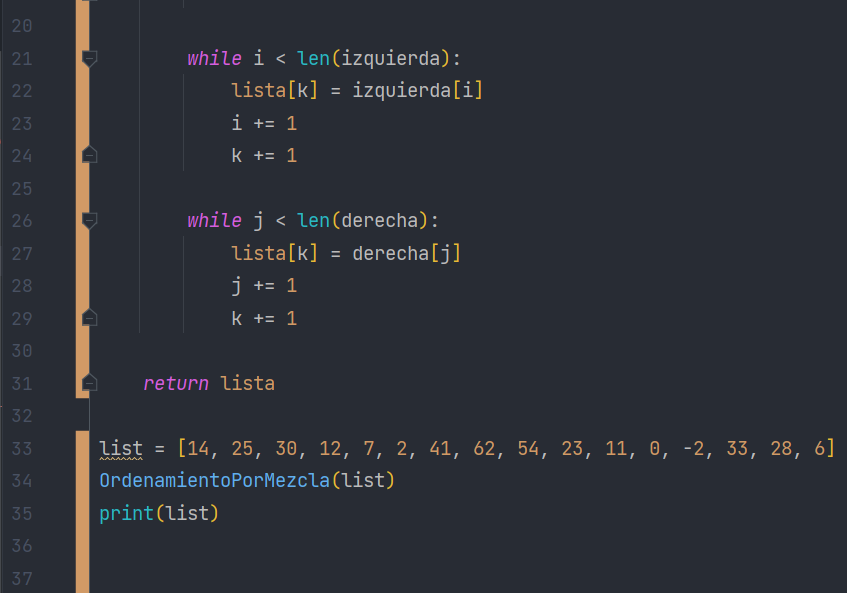 20
21 while i < len(izquierda):
22 lista[k] = izquierda[i]
23 i += 1
24 k += 1
25
26 while j < len(derecha):
27 lista[k] = derecha[j]
28 j += 1
29 k += 1
30
31 return lista
32
33 list = [14, 25, 30, 12, 7, 2, 41, 62, 54, 23, 11, 0, -2, 33, 28, 6]
34 OrdenamientoPorMezcla(list)
35 print(list)
36
37